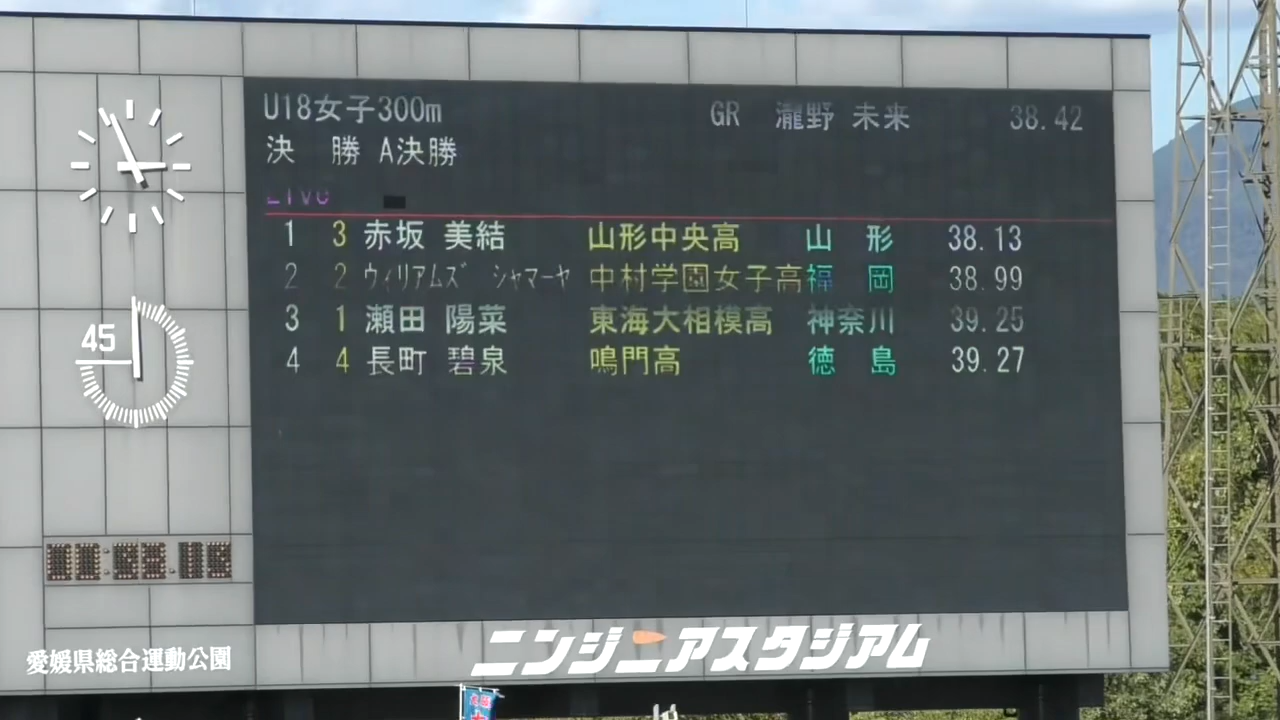 U18女子300m GR 瀧野 未来 38.42
決 勝 A決勝
1 3 赤坂 美結 山形中央高 山 形 38.13
2 2 ウィリアムズ シャマーヤ 中村学園女子高 福 岡 38.99
3 1 瀬田 陽菜 東海大相模高 神奈川 39.25
4 4 長町 碧泉 鳴門高 徳 島 39.27
45
愛媛県総合運動公園
ニンジニアスタジアム